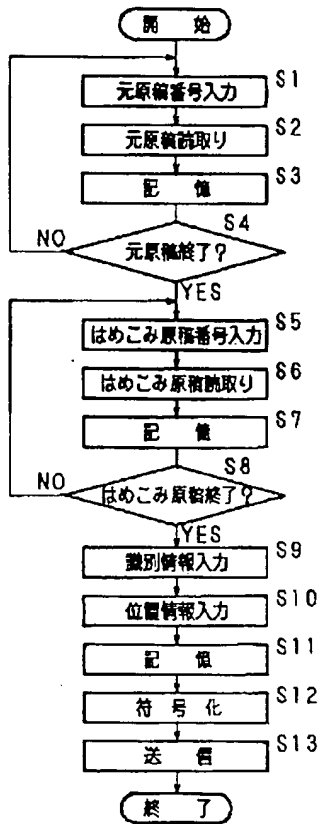 開 始
S1
元原稿番号入力
S2
元原稿読取り
S3
記 憶
S4
NO
元原稿終了?
YES
S5
はめこみ原稿番号入力
S6
はめこみ原稿読取り
S7
記 憶
S8
NO
はめこみ原稿終了?
YES
S9
識別情報入力
S10
位置情報入力
S11
記 憶
S12
符 号 化
S13
送 信
終 了